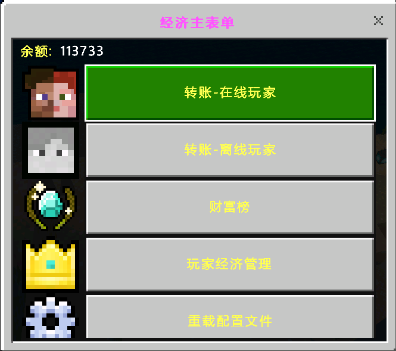 经济主表单
余额: 113733
转账-在线玩家
转账-离线玩家
财富榜
玩家经济管理
重载配置文件